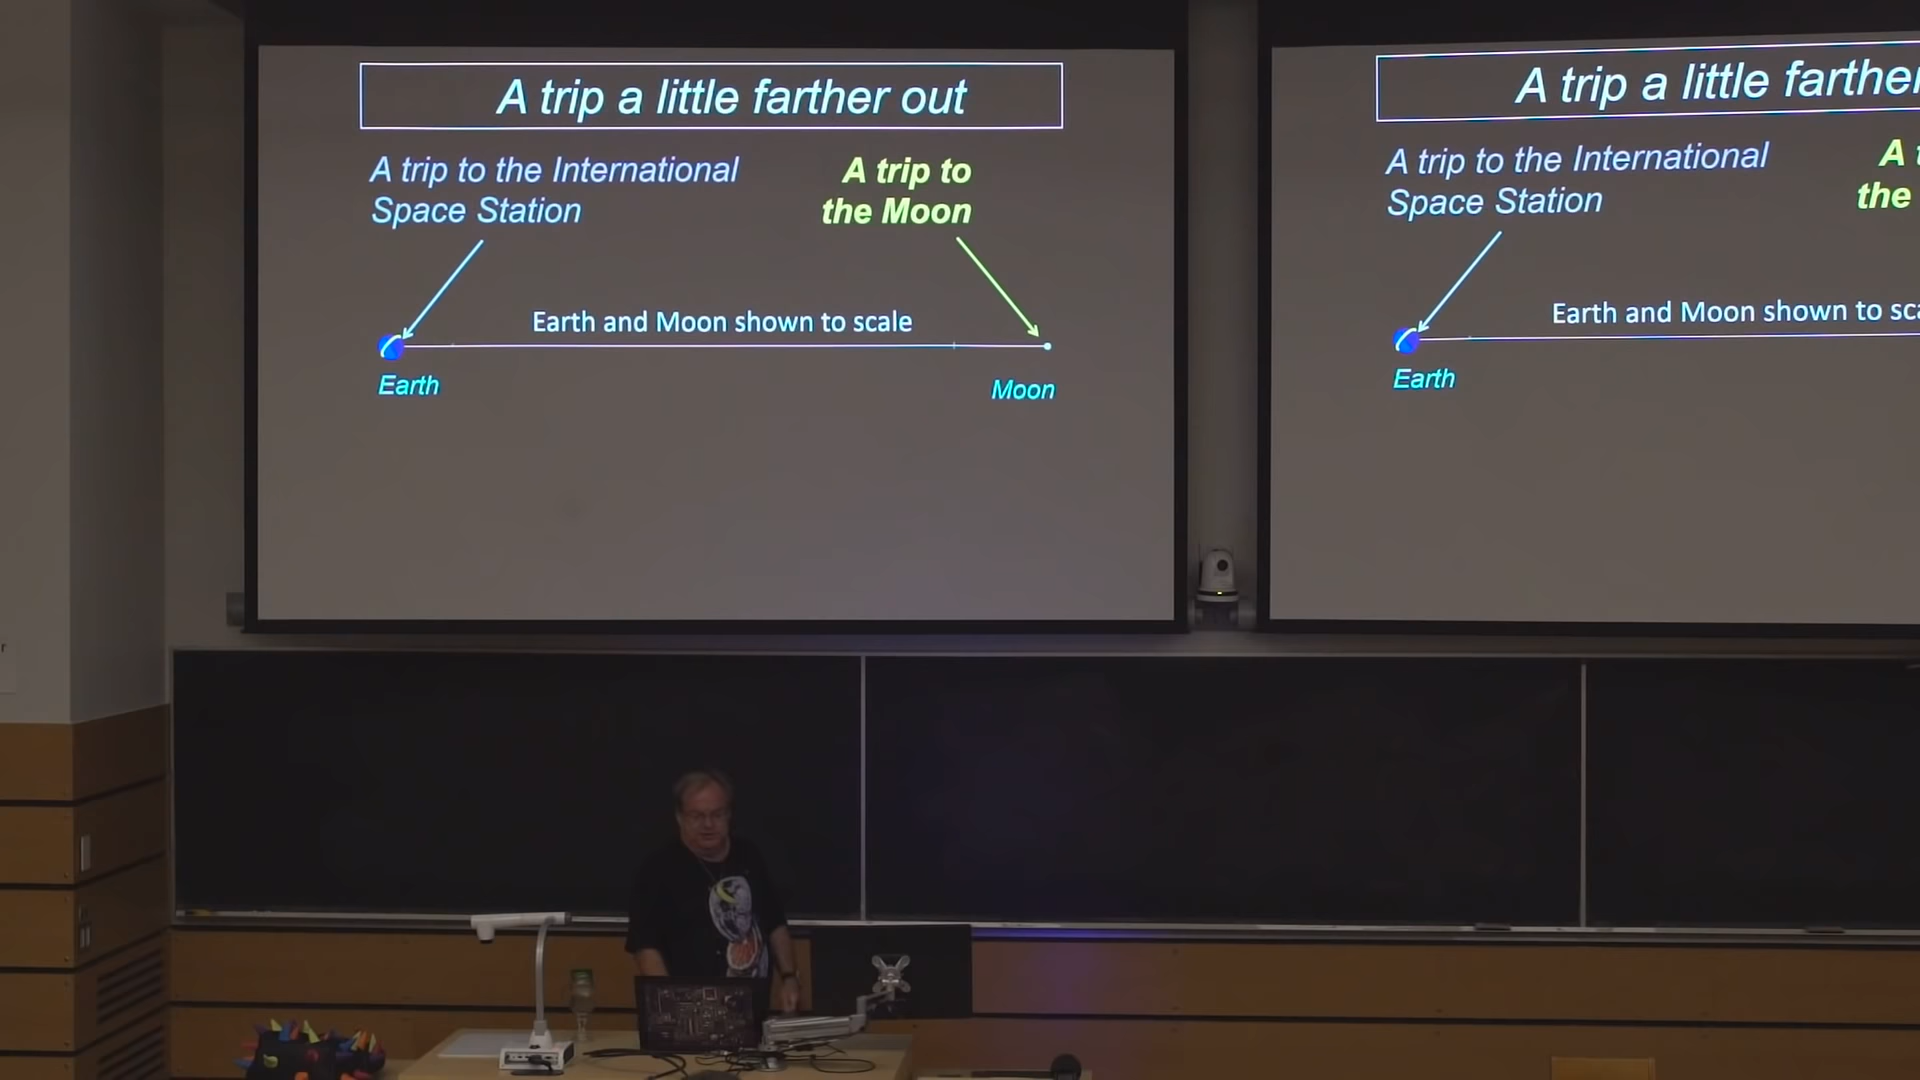 A trip a little farther out
A trip to the International
Space Station
A trip to
the Moon
Earth and Moon shown to scale
Earth
Moon
A trip a little farther
A trip to the International
Space Station
A t
the
Earth and Moon shown to sca
Earth
r